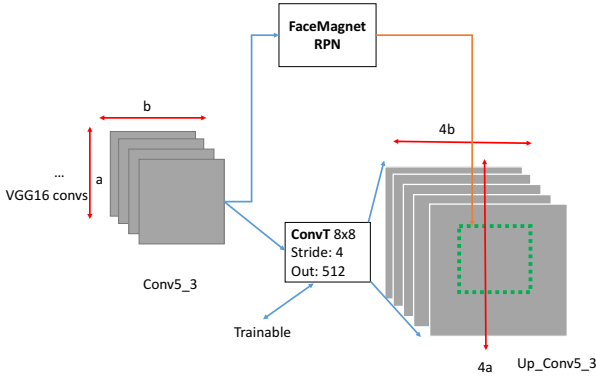 FaceMagnet
RPN
b
4b
...
VGG16 convs
a
ConvT 8x8
Stride: 4
Out: 512
Conv5_3
Trainable
4a
Up_Conv5_3